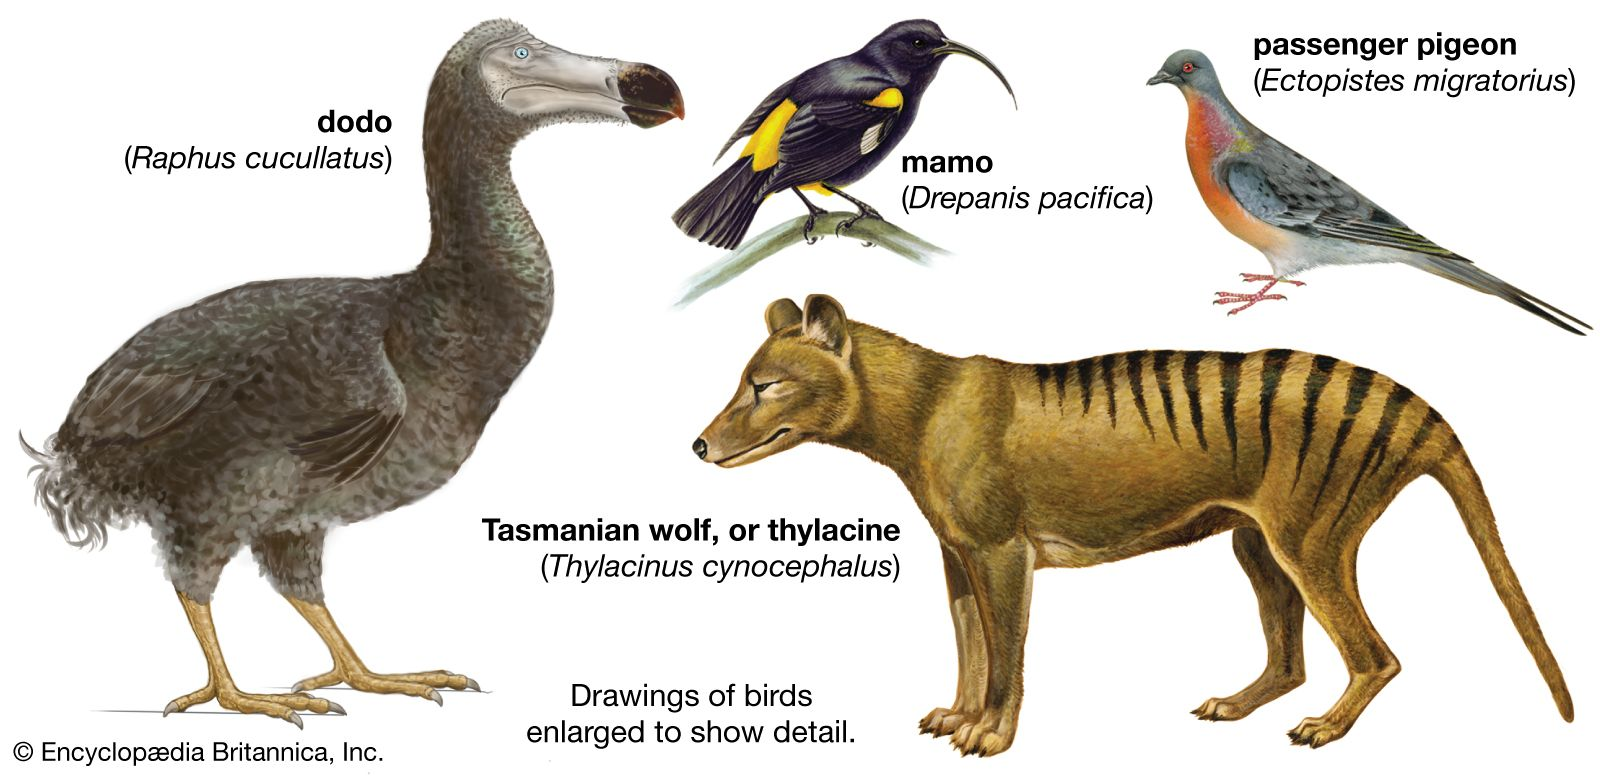 dodo
(Raphus cucullatus)
mamo
(Drepanis pacifica)
passenger pigeon
(Ectopistes migratorius)
Tasmanian wolf, or thylacine
(Thylacinus cynocephalus)
Drawings of birds
enlarged to show detail.
© Encyclopædia Britannica, Inc.